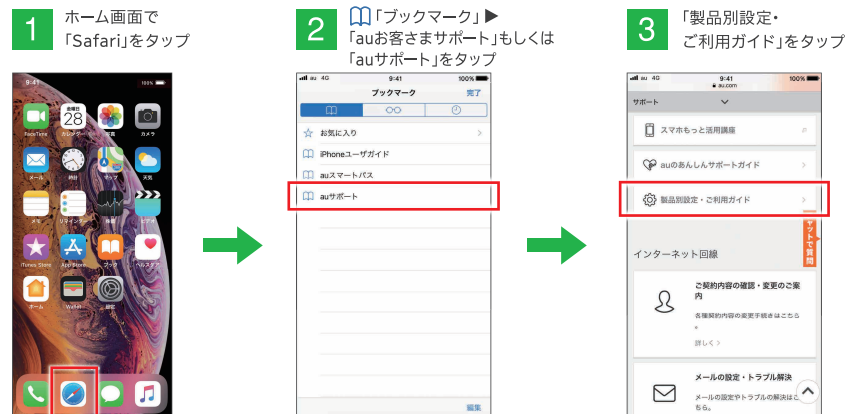 1
ホーム画面で
「Safari」をタップ
9:41
100%
FaceTime
金曜日
28
カレンダー
写真
カメラ
メール
時計
マップ
天気
メモ
リマインダー
株価
ビデオ
iTunes Store
App Store
ブック
ヘルスケア
ホーム
Wallet
設定
2
「ブックマーク」▶
「auお客さまサポート」もしくは
「auサポート」をタップ
au 4G
9:41
100%
ブックマーク
完了
お気に入り
iPhoneユーザガイド
auスマートパス
auサポート
編集
3
「製品別設定・
ご利用ガイド」をタップ
au 4G
9:41
100%
au.com
サポート
スマホもっと活用講座
auのあんしんサポートガイド
製品別設定・ご利用ガイド
ャットで質問
インターネット回線
ご契約内容の確認・変更のご案
内
各種契約内容の変更手続きはこちら
。
詳しく
メールの設定・トラブル解決
メールの設定やトラブルの解決はこ
ちら。